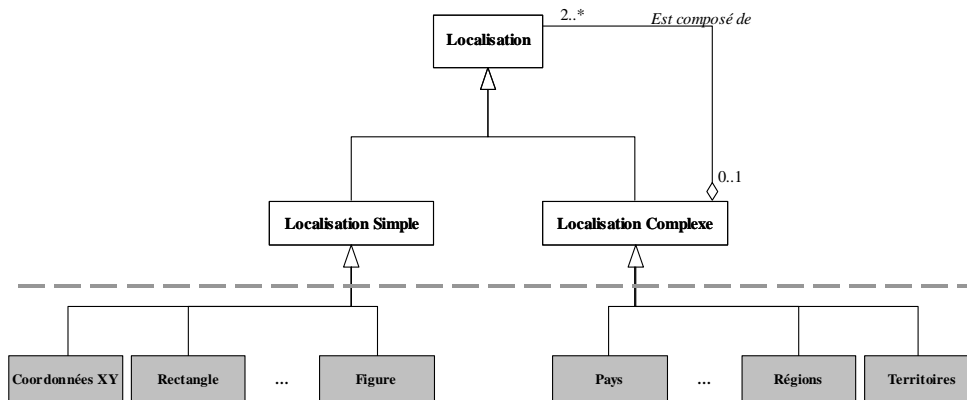 2..*
Est composé de
Localisation
0..1
Localisation Simple
Localisation Complexe
Coordonnées XY
Rectangle
...
Figure
Pays
...
Régions
Territoires